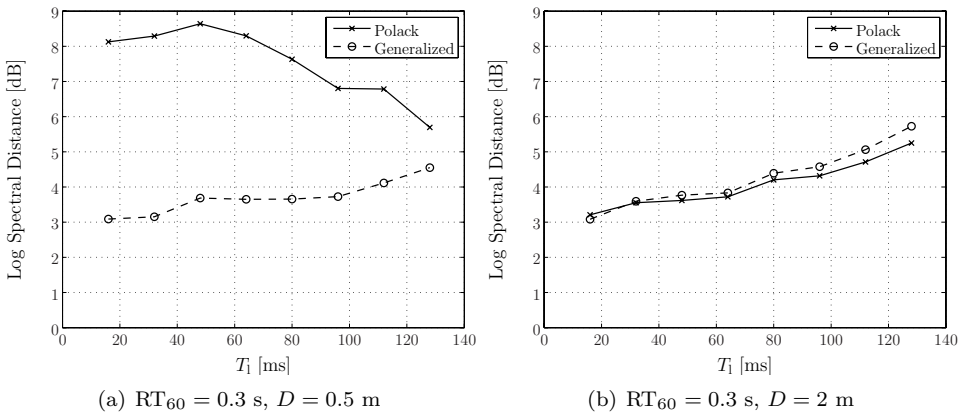 9
8
7
6
5
4
3
2
1
0
Log Spectral Distance [dB]
Polack
Generalized
0 20 40 60 80 100 120 140
T_l [ms]
(a) RT_60 = 0.3 s, D = 0.5 m
9
8
7
6
5
4
3
2
1
0
Log Spectral Distance [dB]
Polack
Generalized
0 20 40 60 80 100 120 140
T_l [ms]
(b) RT_60 = 0.3 s, D = 2 m